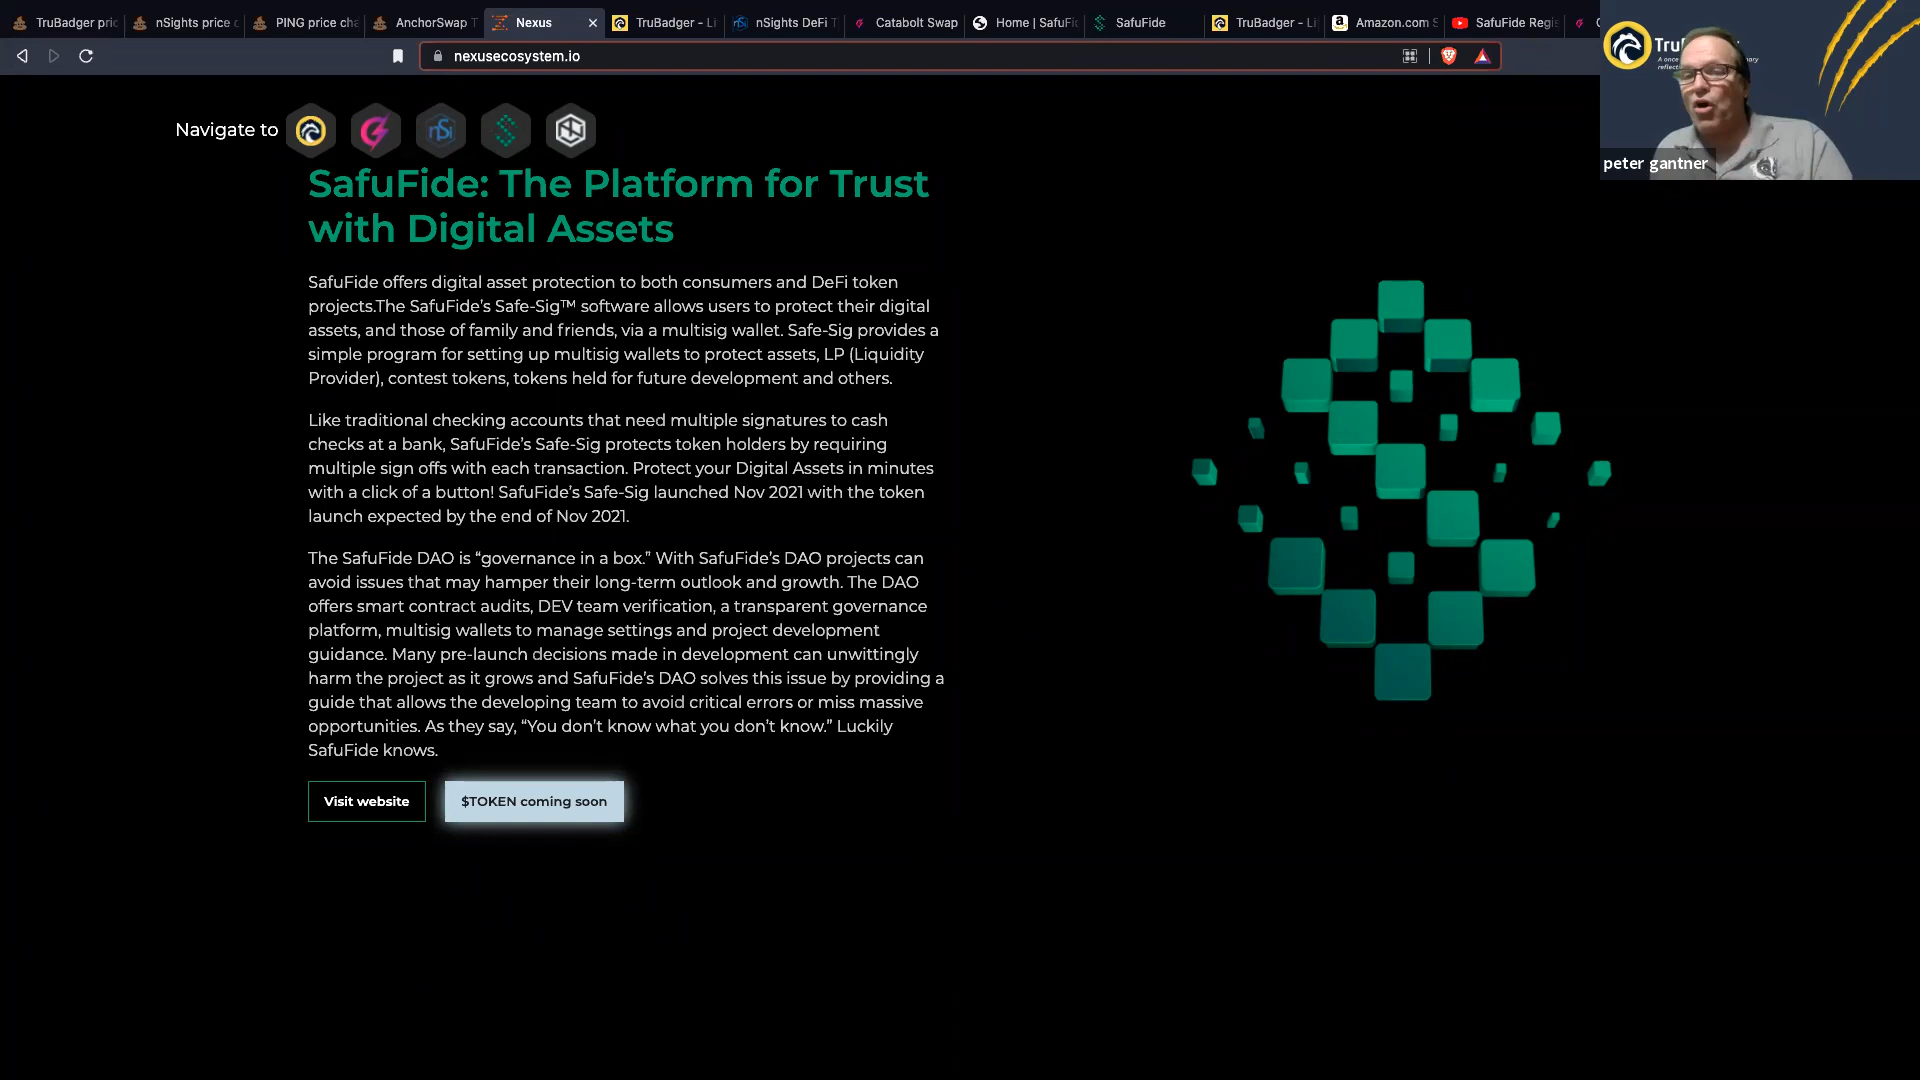 TruBadger pric
nSights price c
PING price cha
AnchorSwap T
Nexus
TruBadger - Li
nSights DeFi T
Catabolt Swap
Home | SafuFi
SafuFide
TruBadger - Li
Amazon.com S
SafuFide Regis
nexusecosystem.io
peter gantner
Navigate to
SafuFide: The Platform for Trust
with Digital Assets
SafuFide offers digital asset protection to both consumers and DeFi token
projects.The SafuFide’s Safe-Sig™ software allows users to protect their digital
assets, and those of family and friends, via a multisig wallet. Safe-Sig provides a
simple program for setting up multisig wallets to protect assets, LP (Liquidity
Provider), contest tokens, tokens held for future development and others.
Like traditional checking accounts that need multiple signatures to cash
checks at a bank, SafuFide’s Safe-Sig protects token holders by requiring
multiple sign offs with each transaction. Protect your Digital Assets in minutes
with a click of a button! SafuFide’s Safe-Sig launched Nov 2021 with the token
launch expected by the end of Nov 2021.
The SafuFide DAO is “governance in a box.” With SafuFide’s DAO projects can
avoid issues that may hamper their long-term outlook and growth. The DAO
offers smart contract audits, DEV team verification, a transparent governance
platform, multisig wallets to manage settings and project development
guidance. Many pre-launch decisions made in development can unwittingly
harm the project as it grows and SafuFide’s DAO solves this issue by providing a
guide that allows the developing team to avoid critical errors or miss massive
opportunities. As they say, “You don’t know what you don’t know.” Luckily
SafuFide knows.
Visit website
$TOKEN coming soon